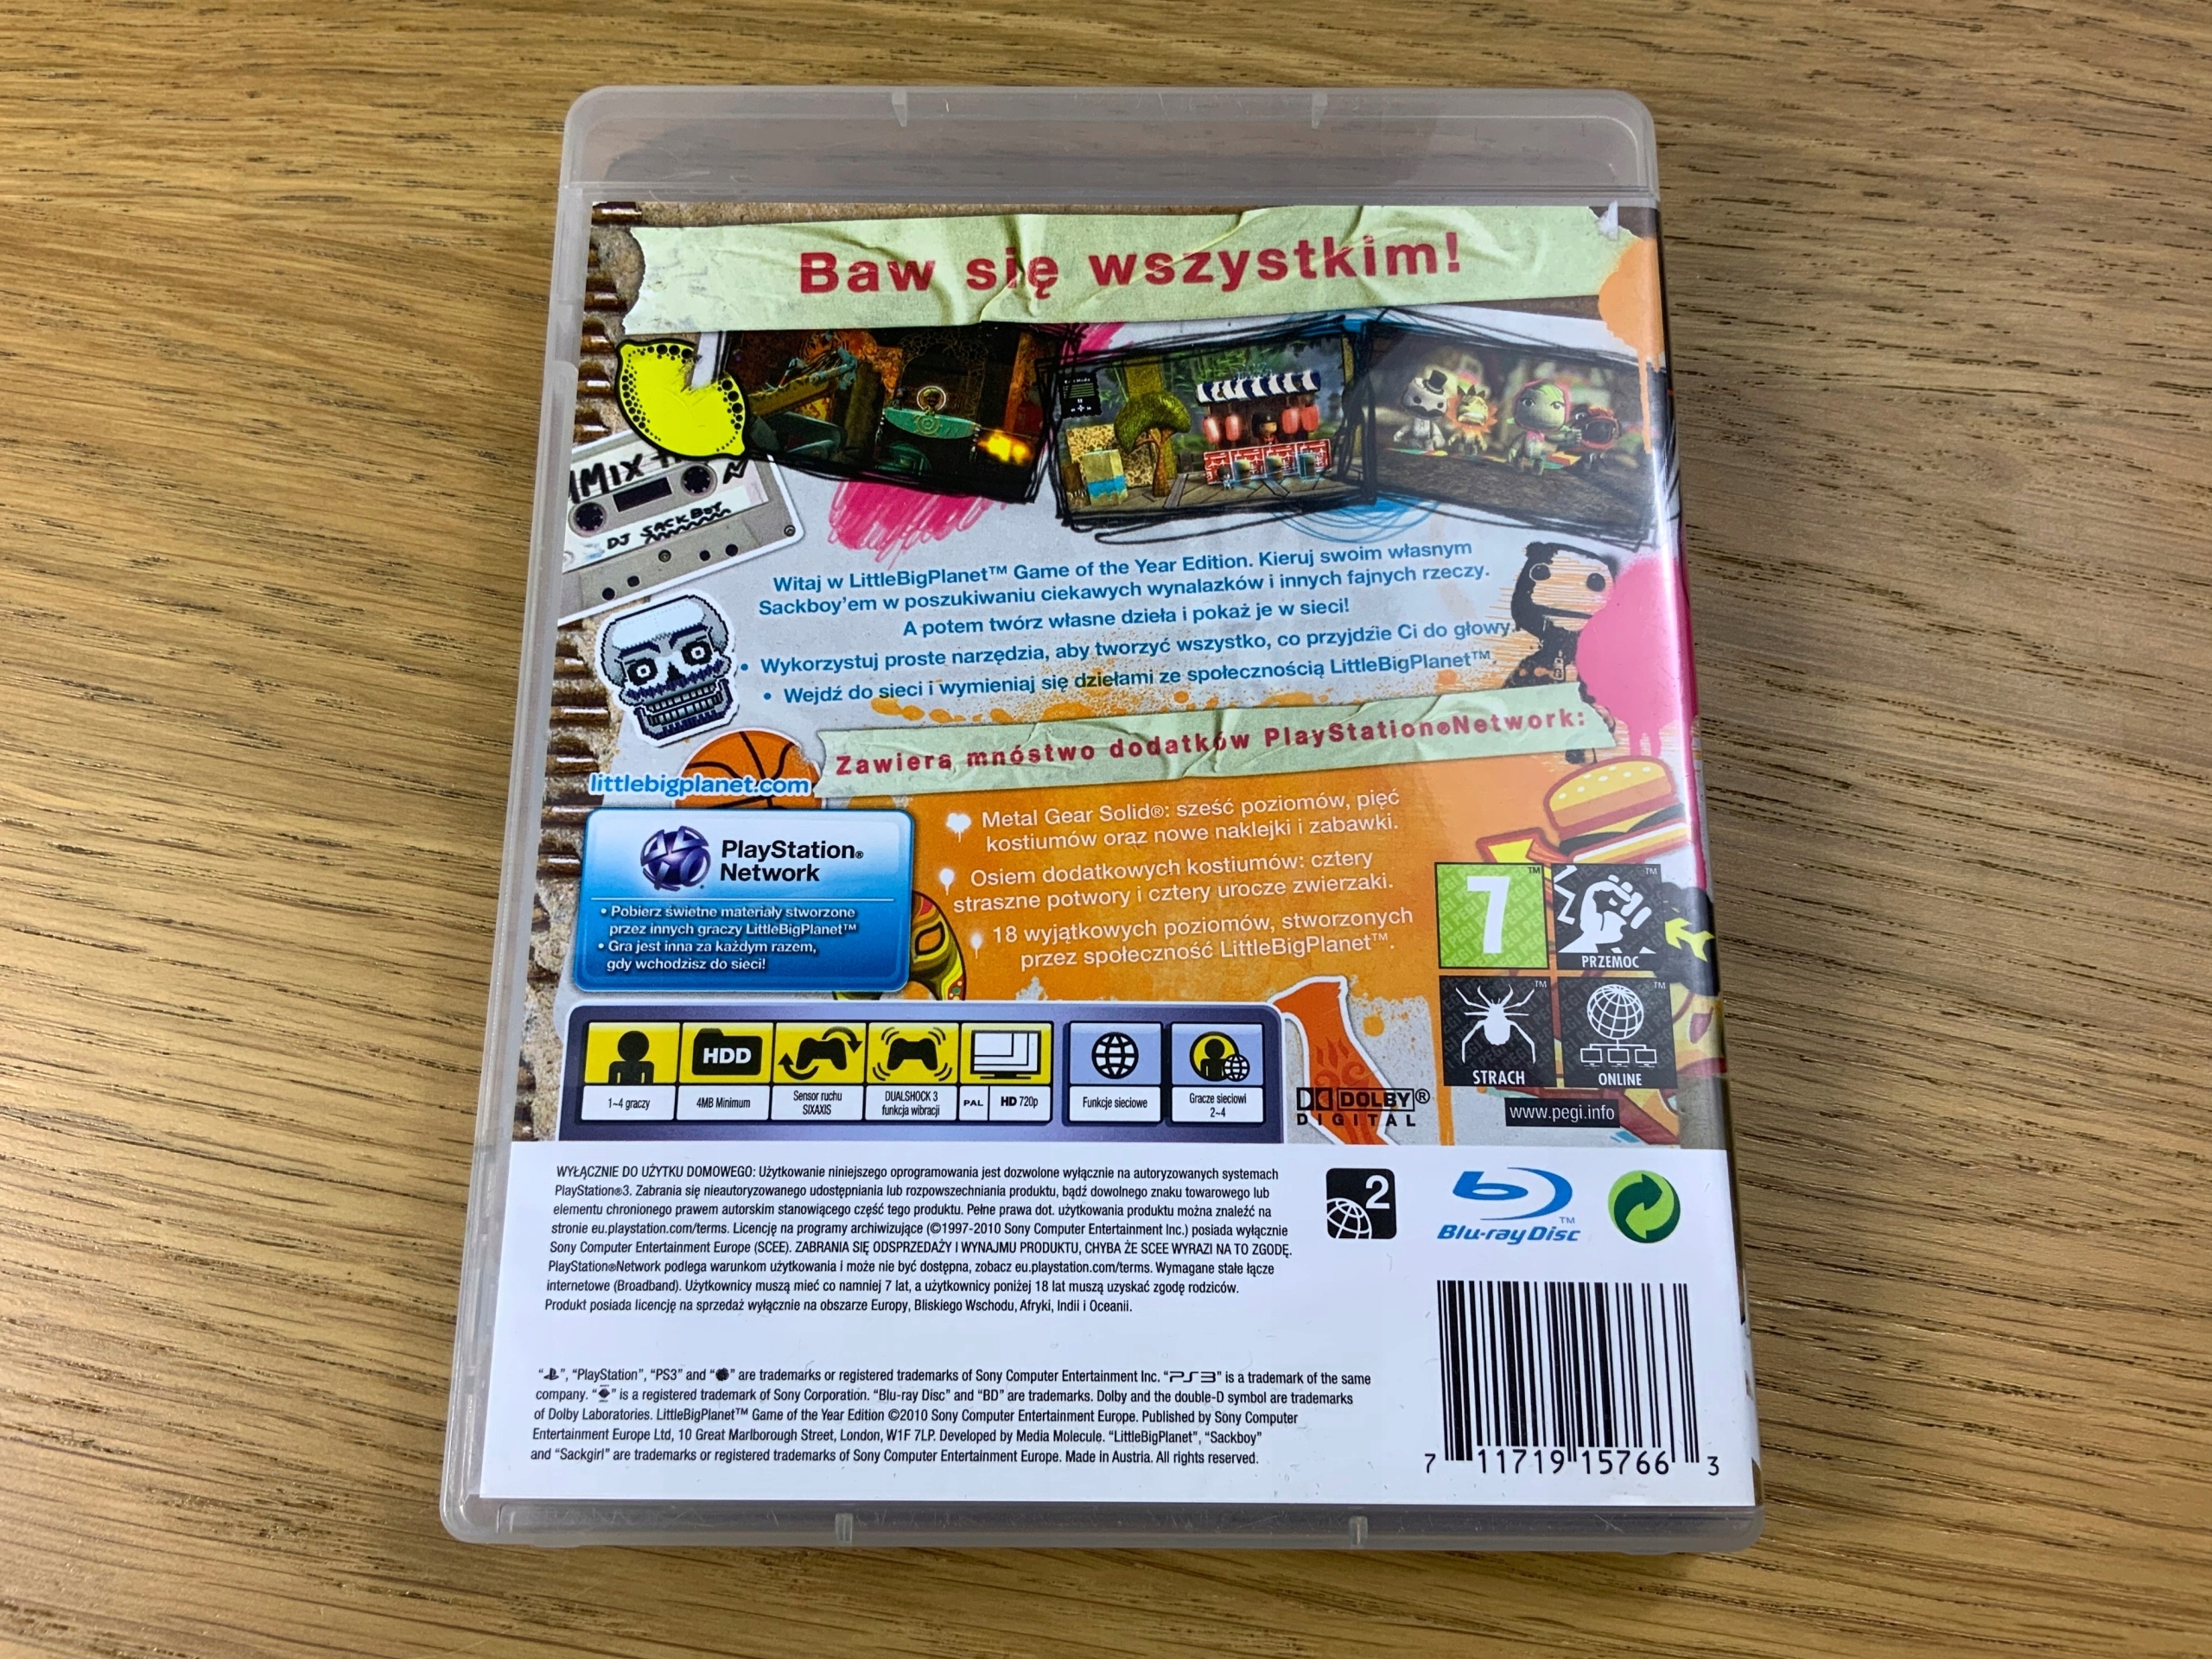 Baw się wszystkim!
DJ SACKBOY
Witaj w LittleBigPlanet™ Game of the Year Edition. Kieruj swoim własnym
Sackboy'em w poszukiwaniu ciekawych wynalazków i innych fajnych rzeczy.
A potem twórz własne dzieła i pokaż je w sieci!
• Wykorzystuj proste narzędzia, aby tworzyć wszystko, co przyjdzie Ci do głowy.
• Wejdź do sieci i wymieniaj się dziełami ze społecznością LittleBigPlanet™.
Zawiera mnóstwo dodatków PlayStation®Network:
littlebigplanet.com
PlayStation®
Network
• Pobierz świetne materiały stworzone
przez innych graczy LittleBigPlanet™
• Gra jest inna za każdym razem,
gdy wchodzisz do sieci!
Metal Gear Solid®: sześć poziomów, pięć
kostiumów oraz nowe naklejki i zabawki.
Osiem dodatkowych kostiumów: cztery
straszne potwory i cztery urocze zwierzaki.
18 wyjątkowych poziomów, stworzonych
przez społeczność LittleBigPlanet™.
7™
PRZEMOC
STRACH
ONLINE
www.pegi.info
HDD
1~4 graczy
4MB Minimum
Sensor ruchu
SIXAXIS
DUALSHOCK 3
funkcja wibracji
PAL
HD 720p
Funkcje sieciowe
Gracze sieciowi
2~4
DOLBY®
DIGITAL
WYŁĄCZNIE DO UŻYTKU DOMOWEGO: Użytkowanie niniejszego oprogramowania jest dozwolone wyłącznie na autoryzowanych systemach
PlayStation®3. Zabrania się nieautoryzowanego udostępniania lub rozpowszechniania produktu, bądź dowolnego znaku towarowego lub
elementu chronionego prawem autorskim stanowiącego część tego produktu. Pełne prawa dot. użytkowania produktu można znaleźć na
stronie eu.playstation.com/terms. Licencję na programy archiwizujące (©1997-2010 Sony Computer Entertainment Inc.) posiada wyłącznie
Sony Computer Entertainment Europe (SCEE). ZABRANIA SIĘ ODSPRZEDAŻY I WYNAJMU PRODUKTU, CHYBA ŻE SCEE WYRAZI NA TO ZGODĘ.
PlayStation®Network podlega warunkom użytkowania i może nie być dostępna, zobacz eu.playstation.com/terms. Wymagane stałe łącze
internetowe (Broadband). Użytkownicy muszą mieć co namniej 7 lat, a użytkownicy poniżej 18 lat muszą uzyskać zgodę rodziców.
Produkt posiada licencję na sprzedaż wyłącznie na obszarze Europy, Bliskiego Wschodu, Afryki, Indii i Oceanii.
2
Blu-ray Disc™
"", "PlayStation", "PS3" and "" are trademarks or registered trademarks of Sony Computer Entertainment Inc. "PS3" is a trademark of the same
company. "" is a registered trademark of Sony Corporation. "Blu-ray Disc" and "BD" are trademarks. Dolby and the double-D symbol are trademarks
of Dolby Laboratories. LittleBigPlanet™ Game of the Year Edition ©2010 Sony Computer Entertainment Europe. Published by Sony Computer
Entertainment Europe Ltd, 10 Great Marlborough Street, London, W1F 7LP. Developed by Media Molecule. "LittleBigPlanet", "Sackboy"
and "Sackgirl" are trademarks or registered trademarks of Sony Computer Entertainment Europe. Made in Austria. All rights reserved.
7 11719 15766 3